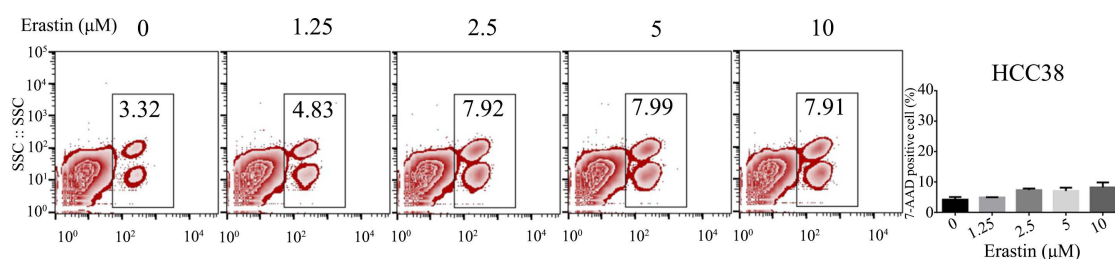 Erastin (µM) 0 1.25 2.5 5 10
HCC38
SSC :: SSC
10⁵
10⁴
10³
10²
10¹
10⁰
3.32
4.83
7.92
7.99
7.91
10⁰ 10² 10⁴
10⁰ 10² 10⁴
10⁰ 10² 10⁴
10⁰ 10² 10⁴
10⁰ 10² 10⁴
7-AAD positive cell (%)
40
30
20
10
0
0 1.25 2.5 5 10
Erastin (µM)